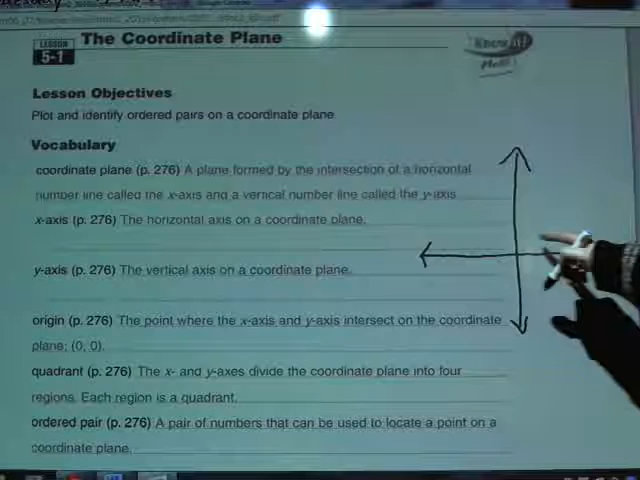 LESSON
5-1
The Coordinate Plane
Know it!
Lesson Objectives
Plot and identify ordered pairs on a coordinate plane
Vocabulary
coordinate plane (p. 276) A plane formed by the intersection of a horizontal
number line called the x-axis and a vertical number line called the y-axis
x-axis (p. 276) The horizontal axis on a coordinate plane.
y-axis (p. 276) The vertical axis on a coordinate plane.
origin (p. 276) The point where the x-axis and y-axis intersect on the coordinate
plane; (0, 0).
quadrant (p. 276) The x- and y-axes divide the coordinate plane into four
regions. Each region is a quadrant.
ordered pair (p. 276) A pair of numbers that can be used to locate a point on a
coordinate plane.